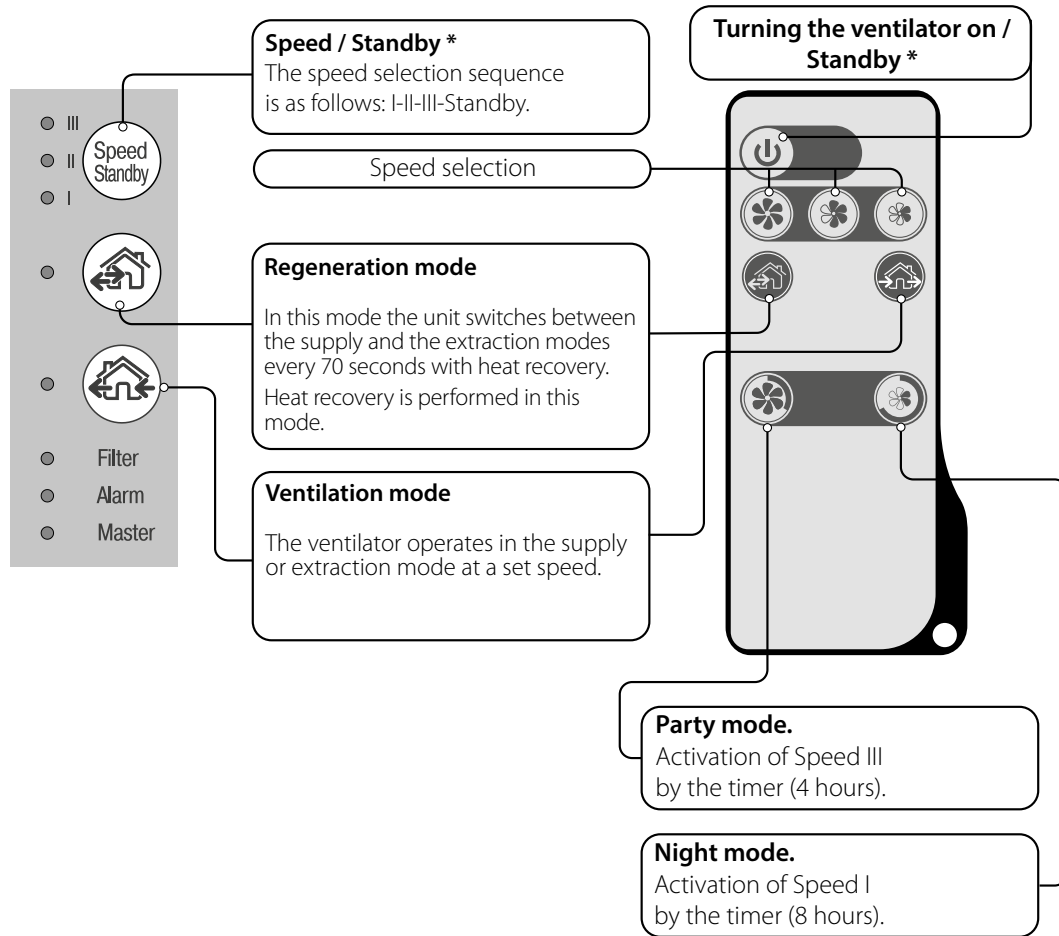 Speed / Standby *
The speed selection sequence
is as follows: I-II-III-Standby.
Turning the ventilator on /
Standby *
III
II
I
Speed
Standby
Speed selection
Regeneration mode
In this mode the unit switches between
the supply and the extraction modes
every 70 seconds with heat recovery.
Heat recovery is performed in this
mode.
Filter
Alarm
Master
Ventilation mode
The ventilator operates in the supply
or extraction mode at a set speed.
Party mode.
Activation of Speed III
by the timer (4 hours).
Night mode.
Activation of Speed I
by the timer (8 hours).